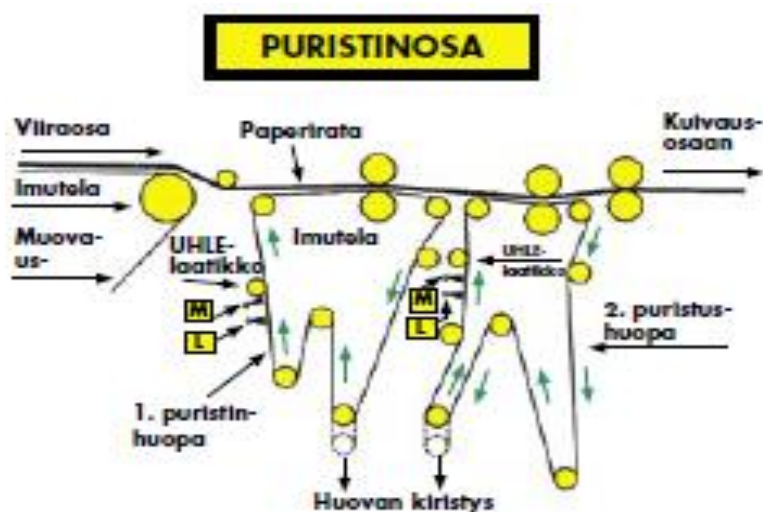 PURISTINOSA
Viiraosa
Paperirata
Kuivaus-
osaan
Imutela
Muova-
us-
UHLE-
laatikko
Imutela
UHLE-
laatikko
M
L
M
L
2. puristus-
huopa
1. puristin-
huopa
Huovan kiristys